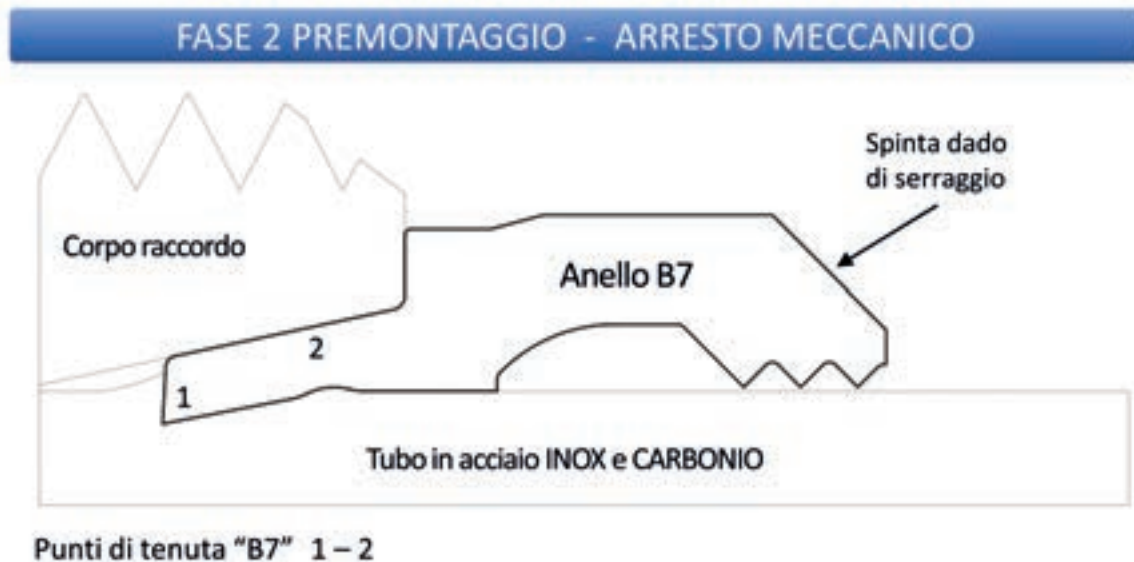 FASE 2 PREMONTAGGIO - ARRESTO MECCANICO
Spinta dado
di serraggio
Corpo raccordo
Anello B7
2
1
Tubo in acciaio INOX e CARBONIO
Punti di tenuta “B7” 1 – 2